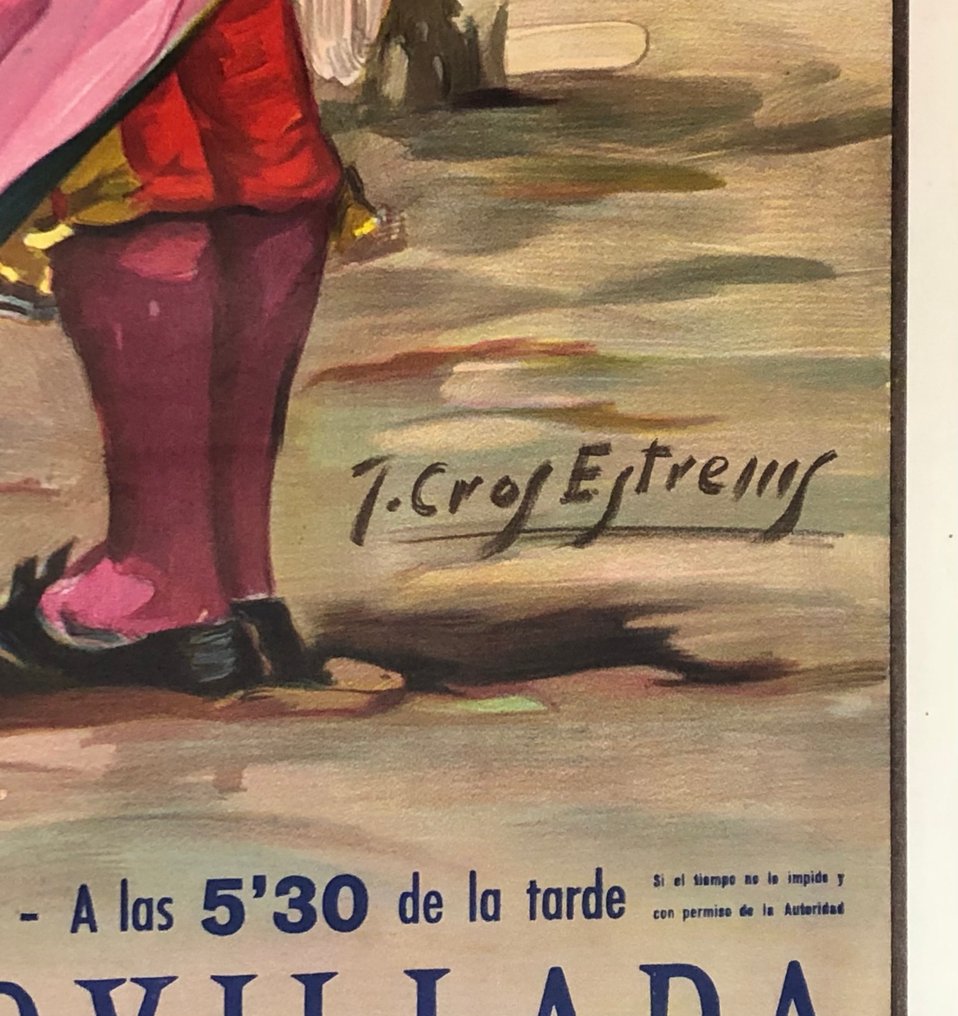 J. Cros Estrems
- A las 5'30 de la tarde
Si el tiempo no lo impide y
con permiso de la Autoridad
OVILLADA